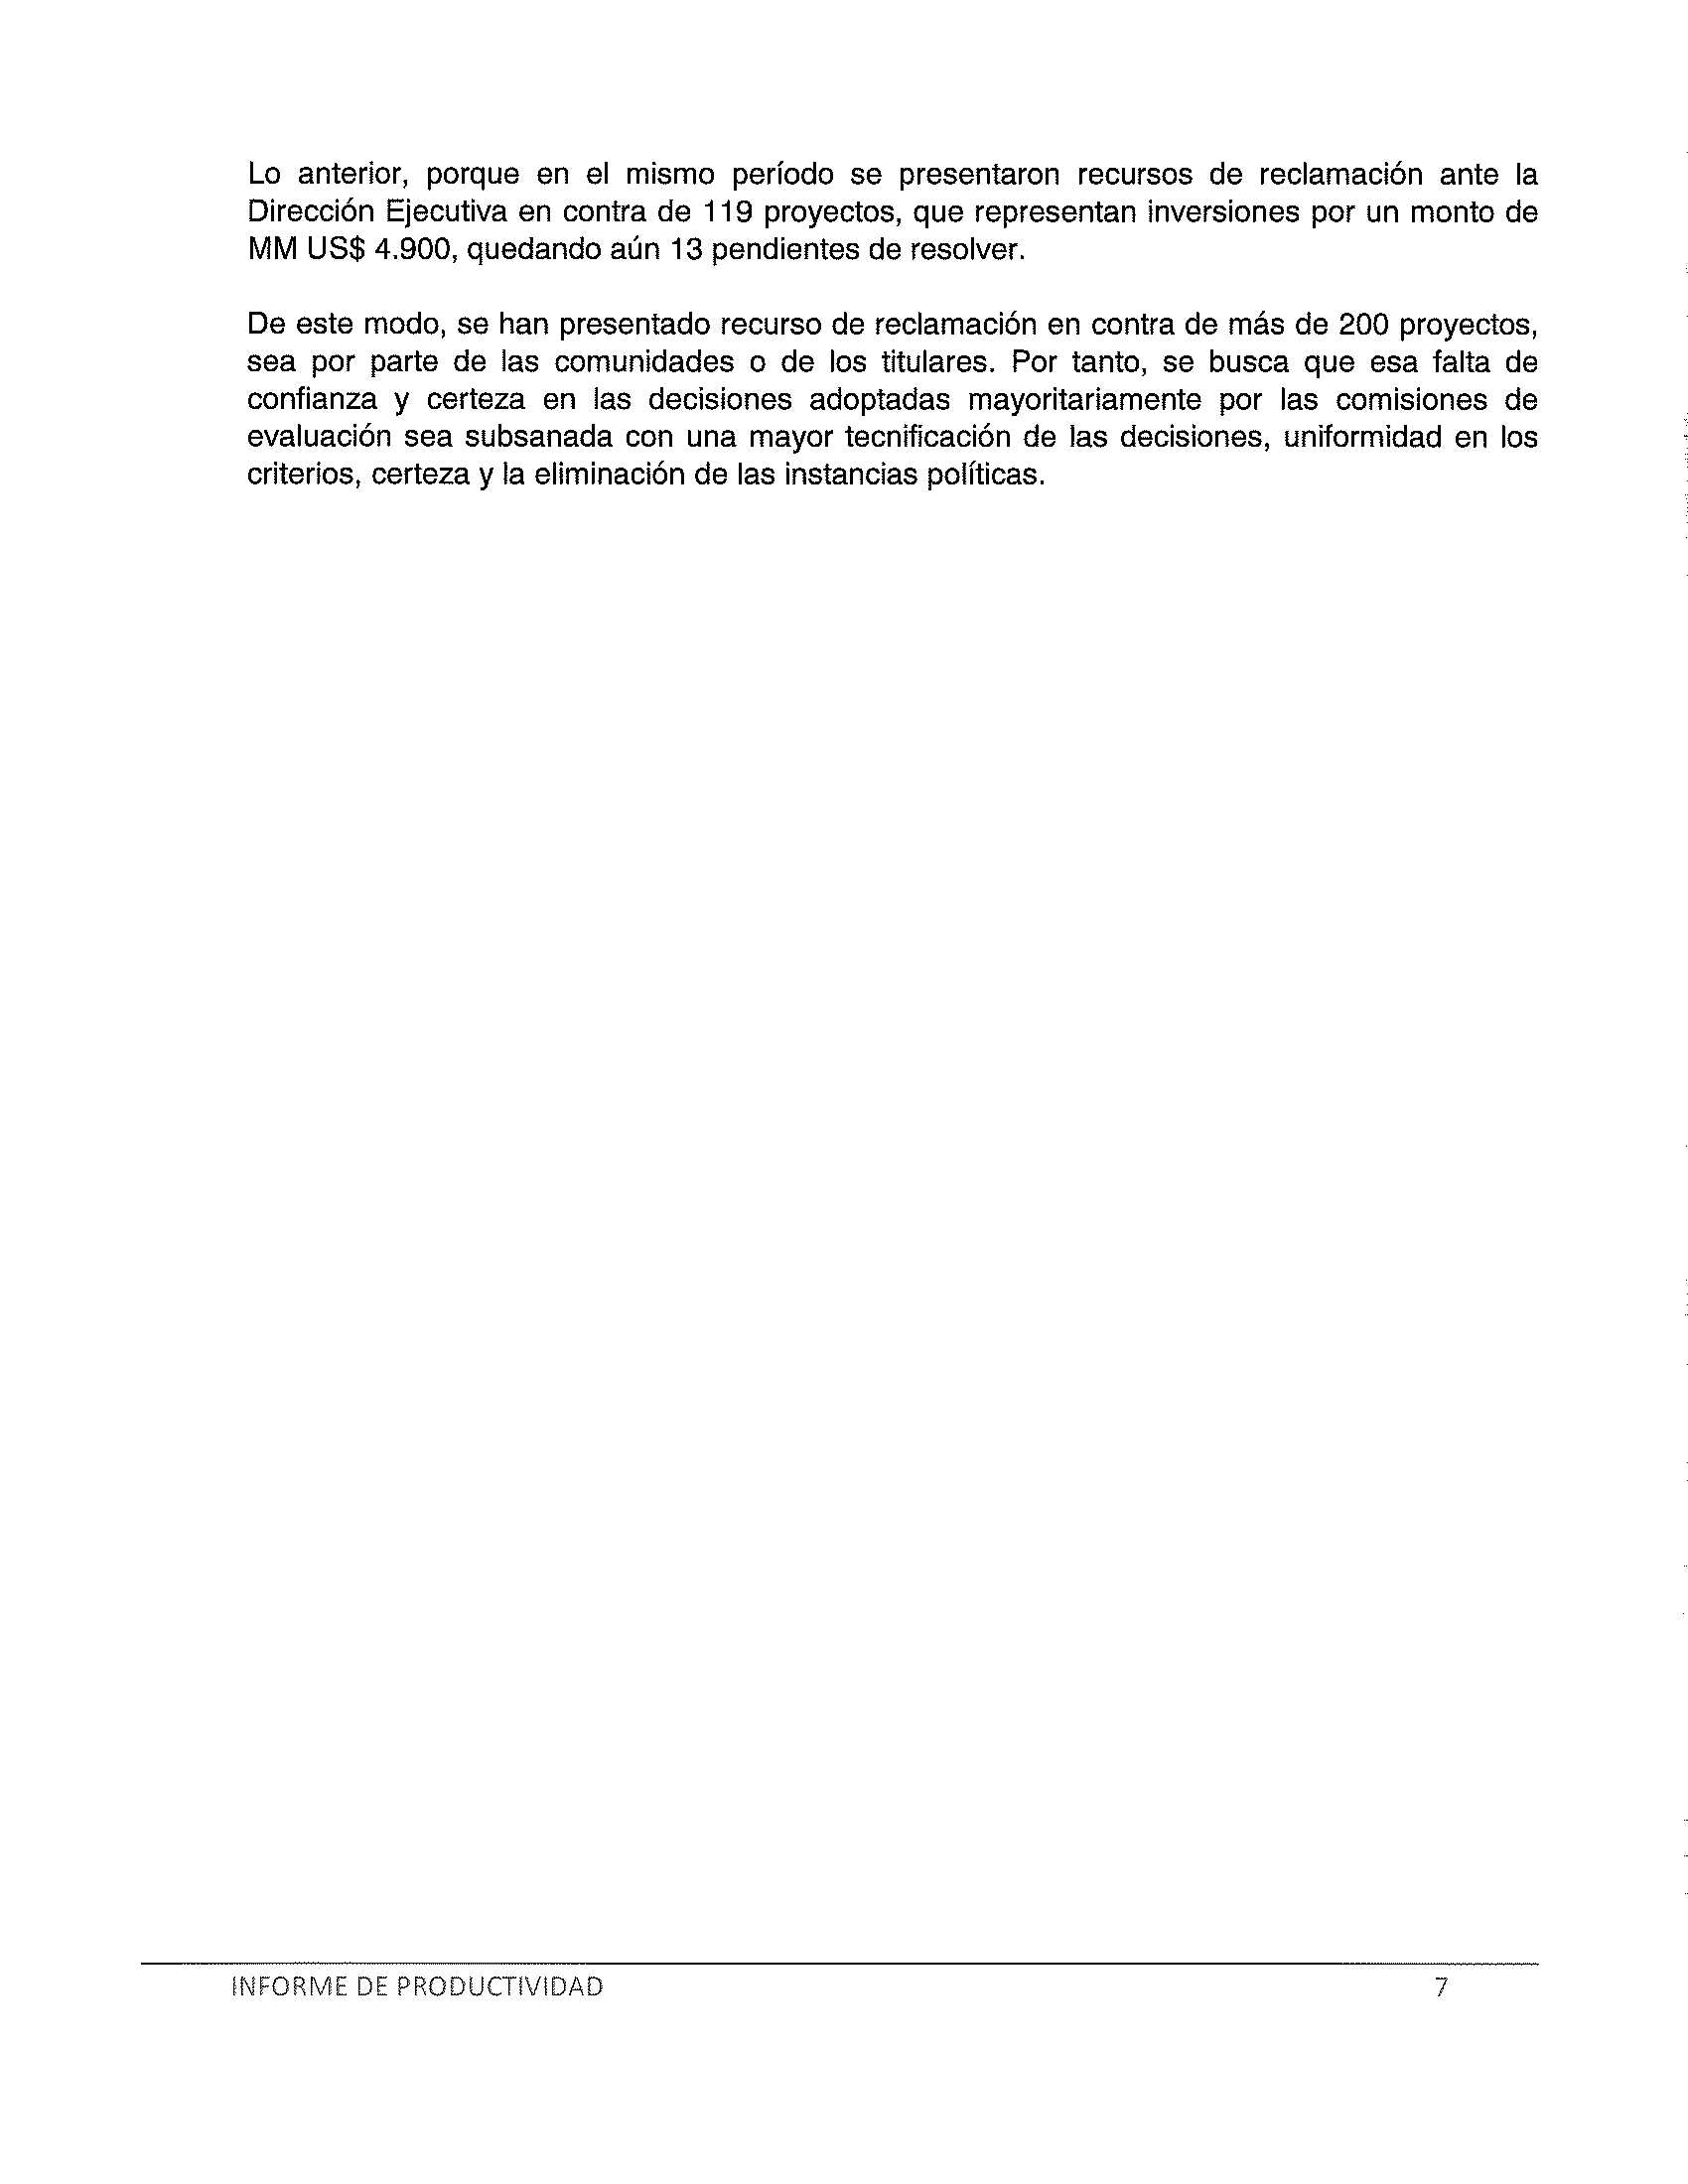 Lo anterior, porque en el mismo período se presentaron recursos de reclamación ante la
Dirección Ejecutiva en contra de 119 proyectos, que representan inversiones por un monto de
MM US$ 4.900, quedando aún 13 pendientes de resolver.
De este modo, se han presentado recurso de reclamación en contra de más de 200 proyectos,
sea por parte de las comunidades o de los titulares. Por tanto, se busca que esa falta de
confianza y certeza en las decisiones adoptadas mayoritariamente por las comisiones de
evaluación sea subsanada con una mayor tecnificación de las decisiones, uniformidad en los
criterios, certeza y la eliminación de las instancias políticas.
INFORME DE PRODUCTIVIDAD 7